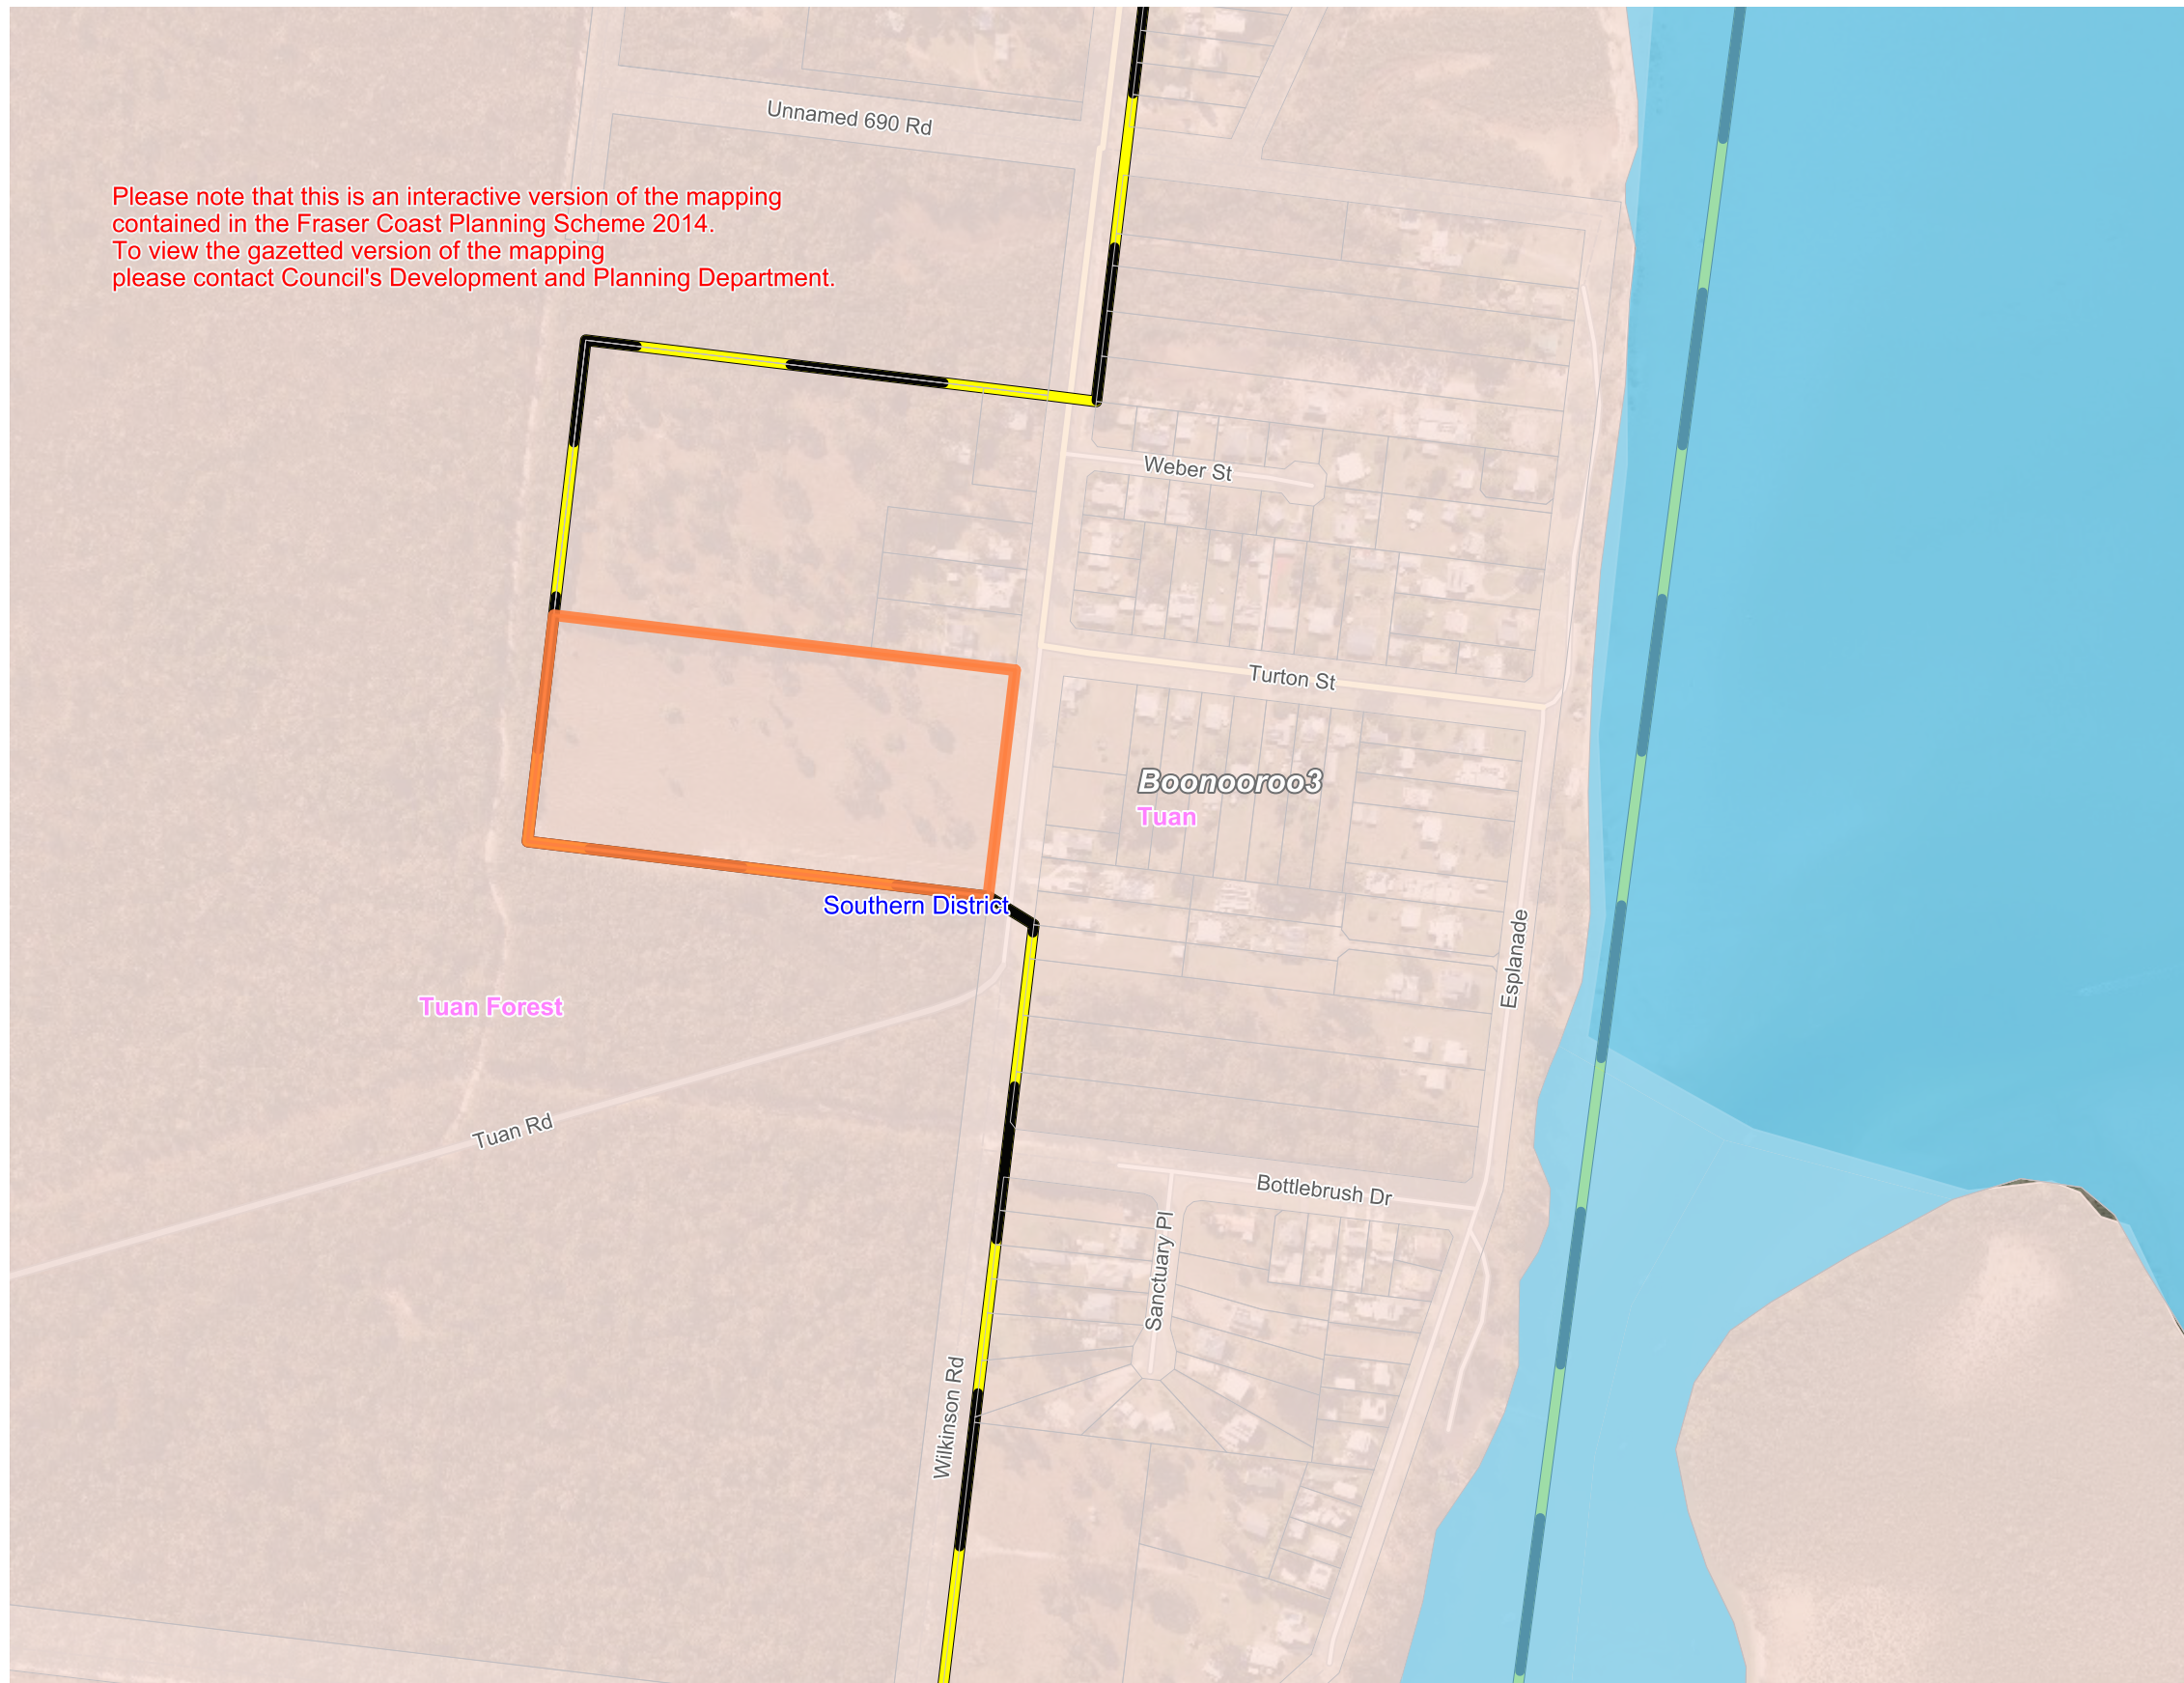 Unnamed 690 Rd
Please note that this is an interactive version of the mapping
contained in the Fraser Coast Planning Scheme 2014.
To view the gazetted version of the mapping
please contact Council's Development and Planning Department.
Weber St
Turton St
Boonooroo3
Tuan
Southern District
Esplanade
Tuan Forest
Tuan Rd
Bottlebrush Dr
Sanctuary Pl
Wilkinson Rd